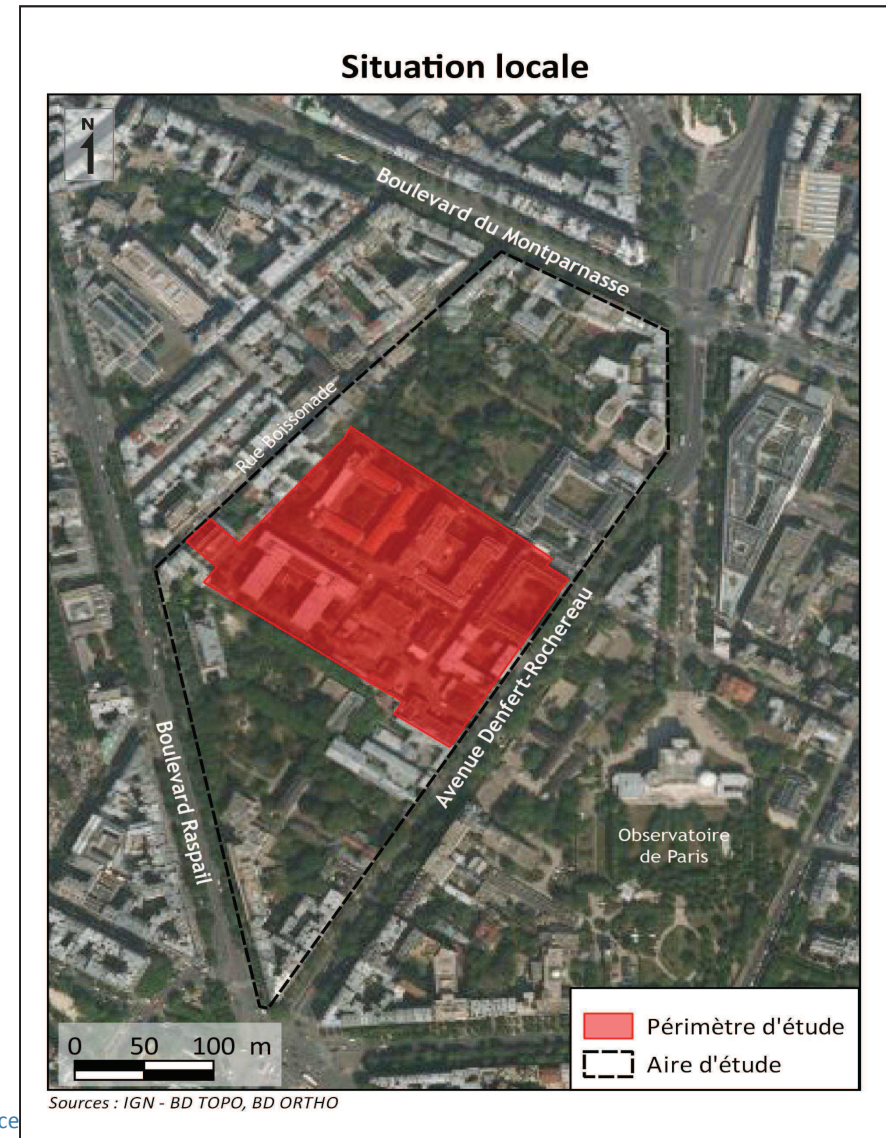 Situation locale
N
Boulevard du Montparnasse
Rue Boissonade
Avenue Denfert-Rochereau
Boulevard Raspail
Observatoire
de Paris
0 50 100 m
Périmètre d'étude
Aire d'étude
Sources : IGN - BD TOPO, BD ORTHO
ce